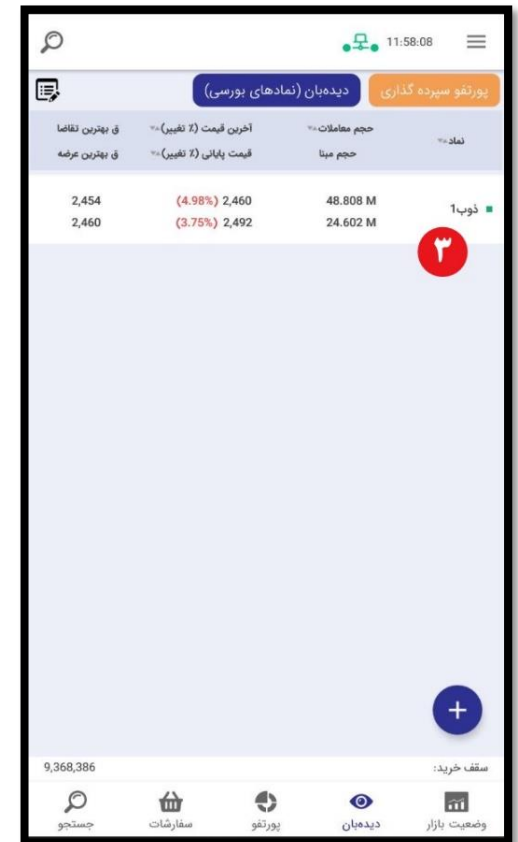 11:58:08
پورتفو سپرده گذاری دیده‌بان (نمادهای بورسی)
نماد حجم معاملات آخرین قیمت (٪ تغییر) ق بهترین تقاضا
حجم مبنا قیمت پایانی (٪ تغییر) ق بهترین عرضه
ذوب1 48.808 M 2,460 (4.98%) 2,454
24.602 M 2,492 (3.75%) 2,460
۳
+
سقف خرید: 9,368,386
وضعیت بازار دیده‌بان پورتفو سفارشات جستجو